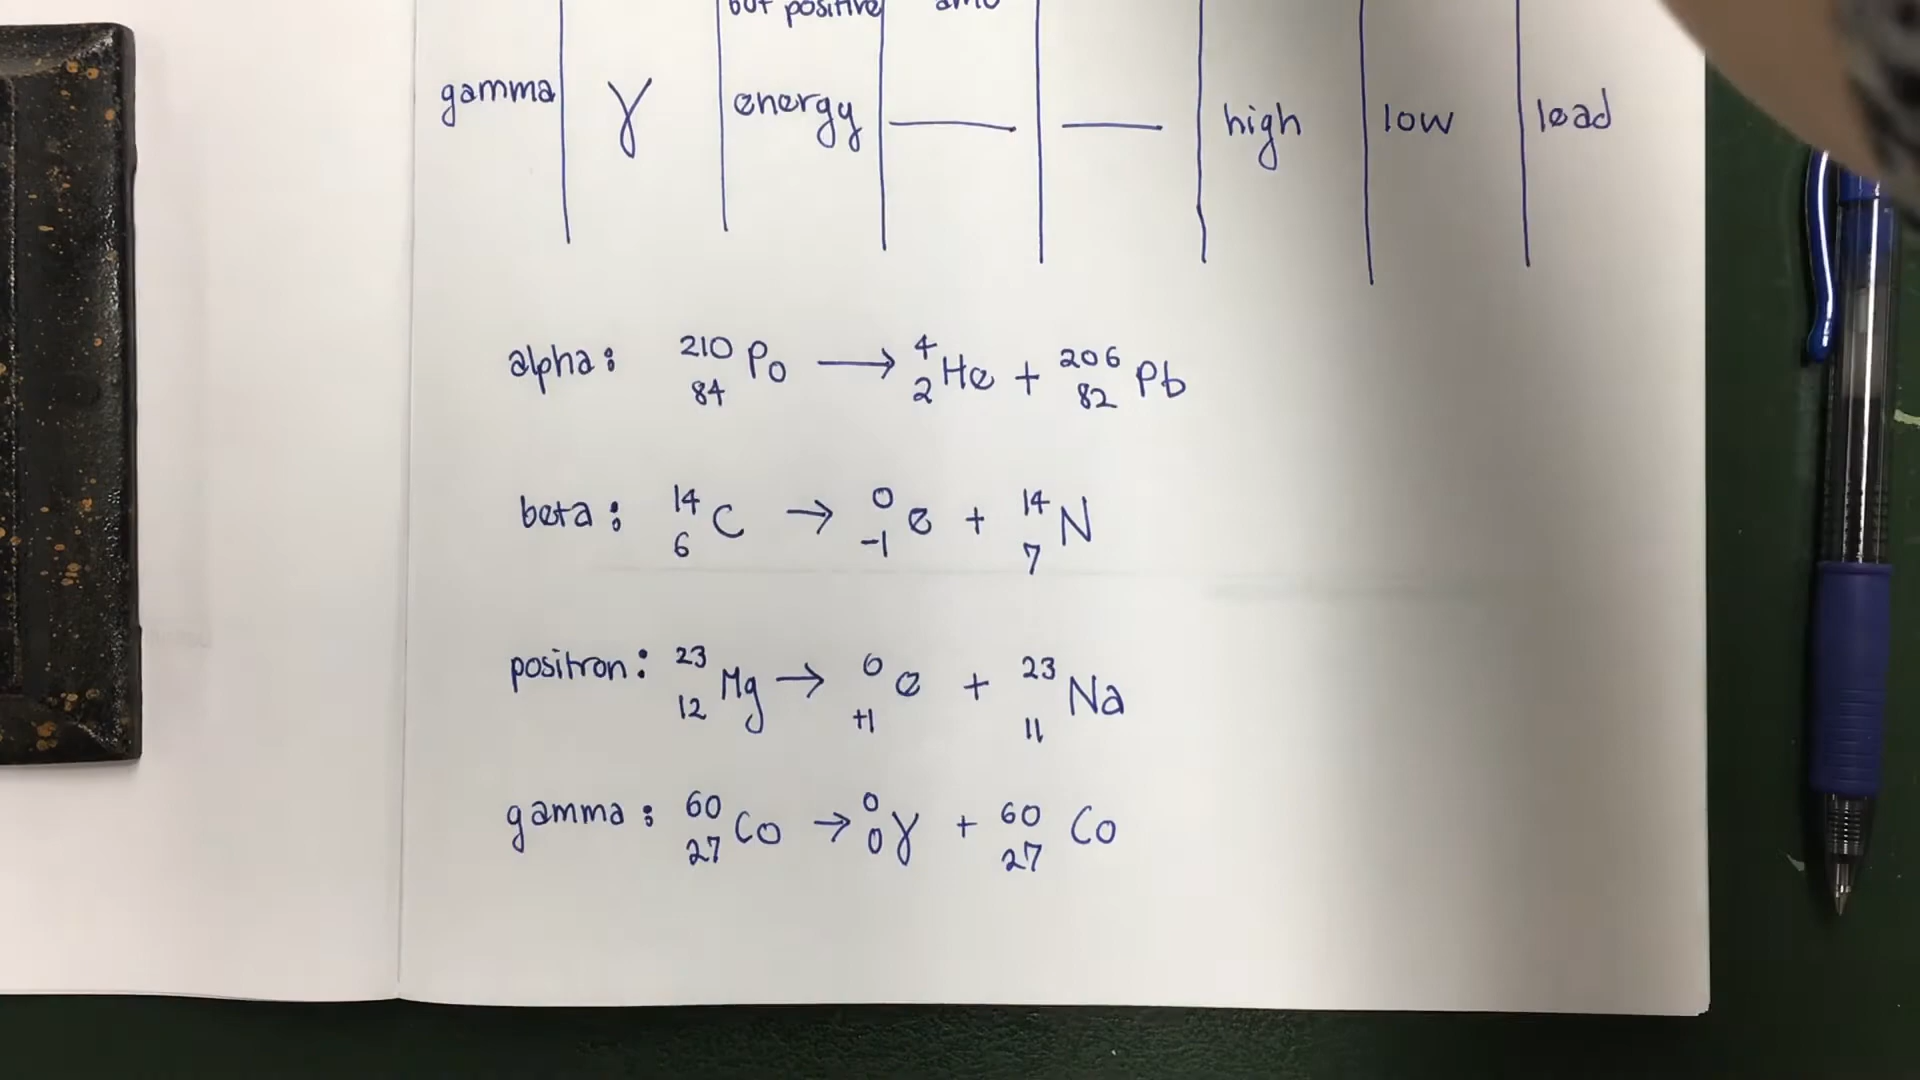 but positive
gamma γ energy — — high low lead
alpha: ²¹⁰₈₄Po → ⁴₂He + ²⁰⁶₈₂Pb
beta: ¹⁴₆C → ⁰₋₁e + ¹⁴₇N
positron: ²³₁₂Mg → ⁰₊₁e + ²³₁₁Na
gamma: ⁶⁰₂₇Co → ⁰₀γ + ⁶⁰₂₇Co